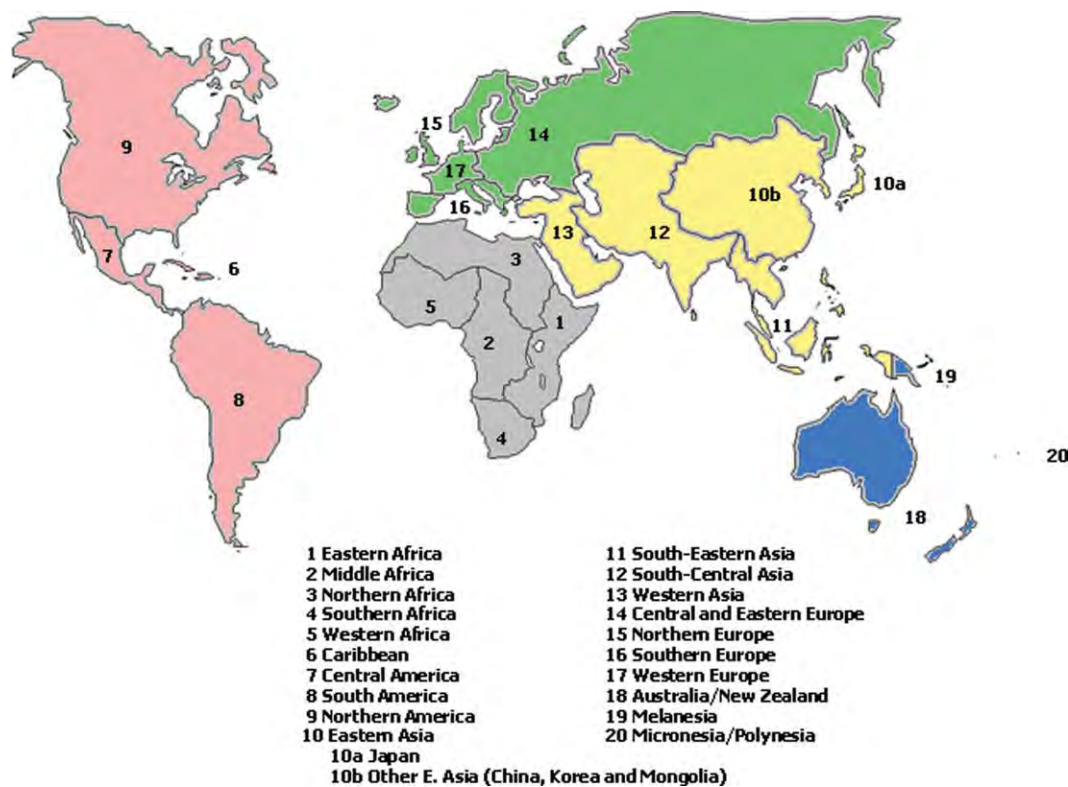 15
14
9
17
10a
10b
16
13
12
7
6
3
5
1
11
2
19
8
4
20
18
1 Eastern Africa
2 Middle Africa
3 Northern Africa
4 Southern Africa
5 Western Africa
6 Caribbean
7 Central America
8 South America
9 Northern America
10 Eastern Asia
10a Japan
10b Other E. Asia (China, Korea and Mongolia)
11 South-Eastern Asia
12 South-Central Asia
13 Western Asia
14 Central and Eastern Europe
15 Northern Europe
16 Southern Europe
17 Western Europe
18 Australia/New Zealand
19 Melanesia
20 Micronesia/Polynesia